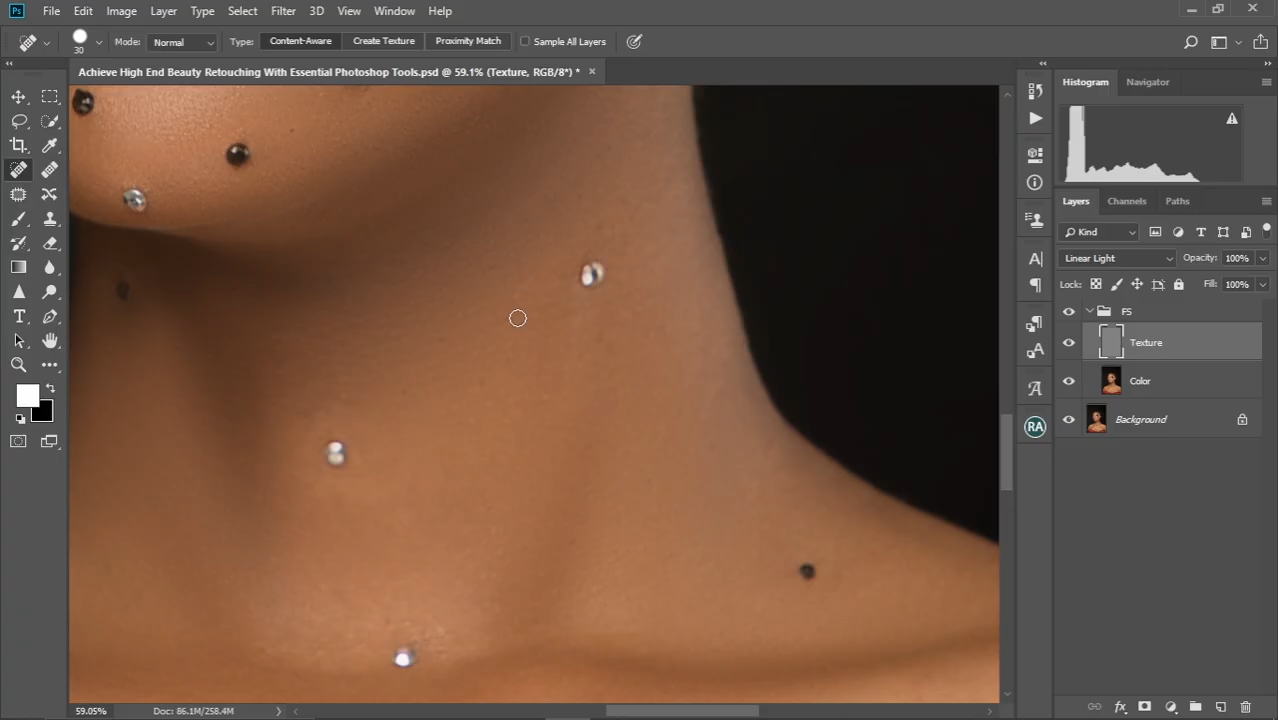 Ps File Edit Image Layer Type Select Filter 3D View Window Help
30 Mode: Normal Type: Content-Aware Create Texture Proximity Match Sample All Layers
Achieve High End Beauty Retouching With Essential Photoshop Tools.psd @ 59.1% (Texture, RGB/8*) *
Histogram Navigator
Layers Channels Paths
Kind
Linear Light Opacity: 100%
Lock: Fill: 100%
FS
Texture
Color
Background
RA
59.05% Doc: 86.1M/258.4M